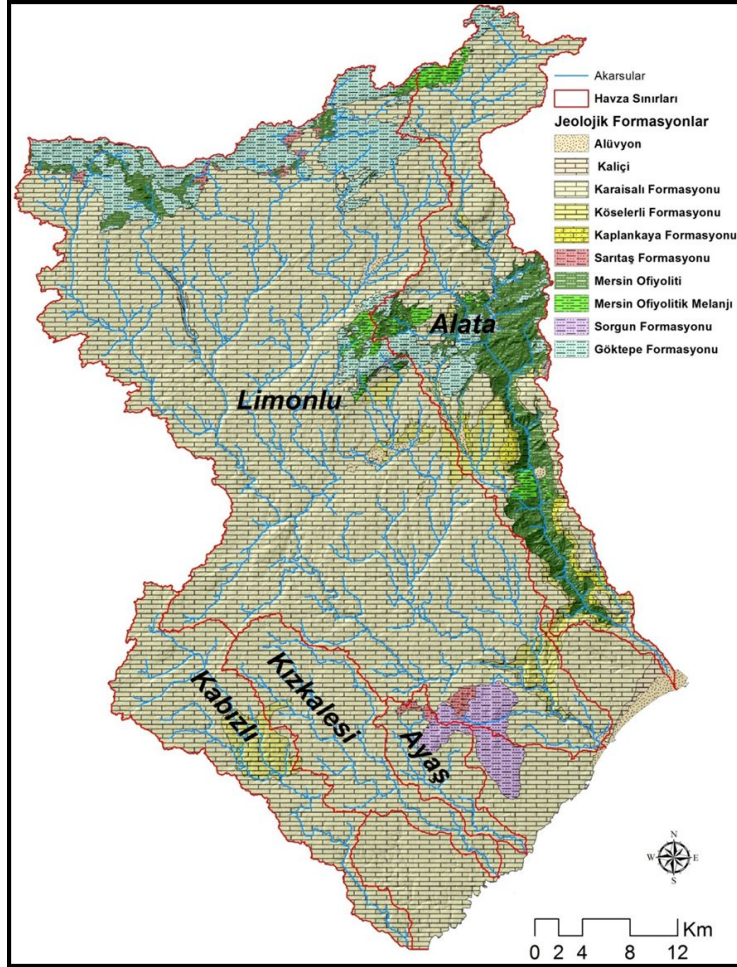 Akarsular
Havza Sınırları
Jeolojik Formasyonlar
Alüvyon
Kaliçi
Karaisalı Formasyonu
Köselerli Formasyonu
Kaplankaya Formasyonu
Sarıtaş Formasyonu
Mersin Ofiyoliti
Mersin Ofiyolitik Melanjı
Sorgun Formasyonu
Göktepe Formasyonu
Alata
Limonlu
Kızkalesi
Kabızlı
Ayaş
N
W E
S
Km
0 2 4 8 12